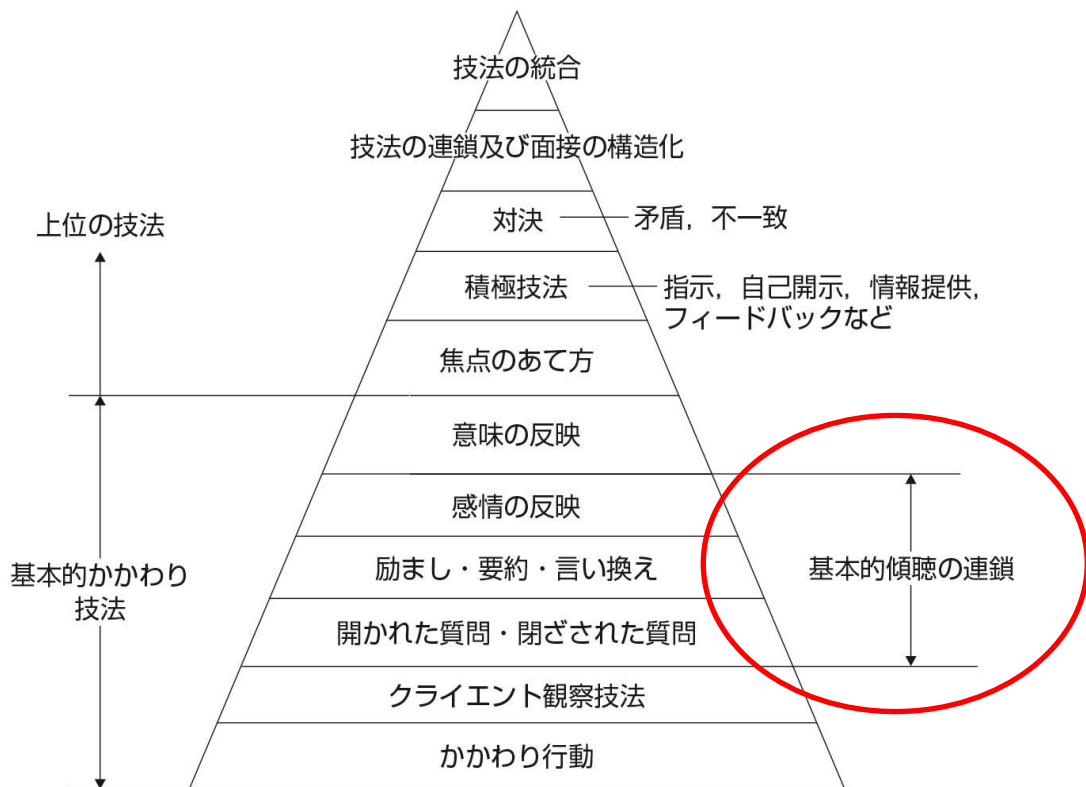 技法の統合
技法の連鎖及び面接の構造化
上位の技法
対決
矛盾，不一致
積極技法
指示，自己開示，情報提供，
フィードバックなど
焦点のあて方
意味の反映
感情の反映
基本的かかわり
技法
励まし・要約・言い換え
基本的傾聴の連鎖
開かれた質問・閉ざされた質問
クライエント観察技法
かかわり行動